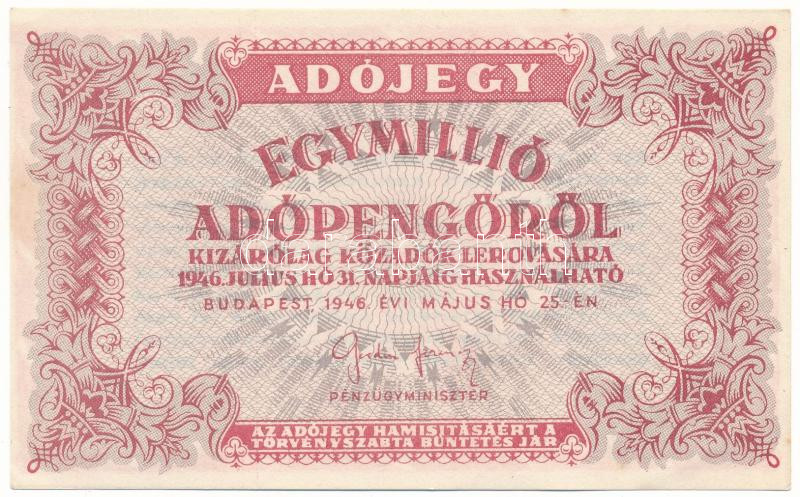 ADÓJEGY
EGYMILLIÓ
ADÓPENGŐRŐL
KIZÁRÓLAG KÖZADÓK LEROVÁSÁRA
1946. JULIUS HÓ 31. NAPJÁIG HASZNÁLHATÓ
BUDAPEST 1946. ÉVI MÁJUS HÓ 25-ÉN
PÉNZÜGYMINISZTER
AZ ADÓJEGY HAMISITÁSÁÉRT A
TÖRVÉNYSZABTA BÜNTETÉS JÁR